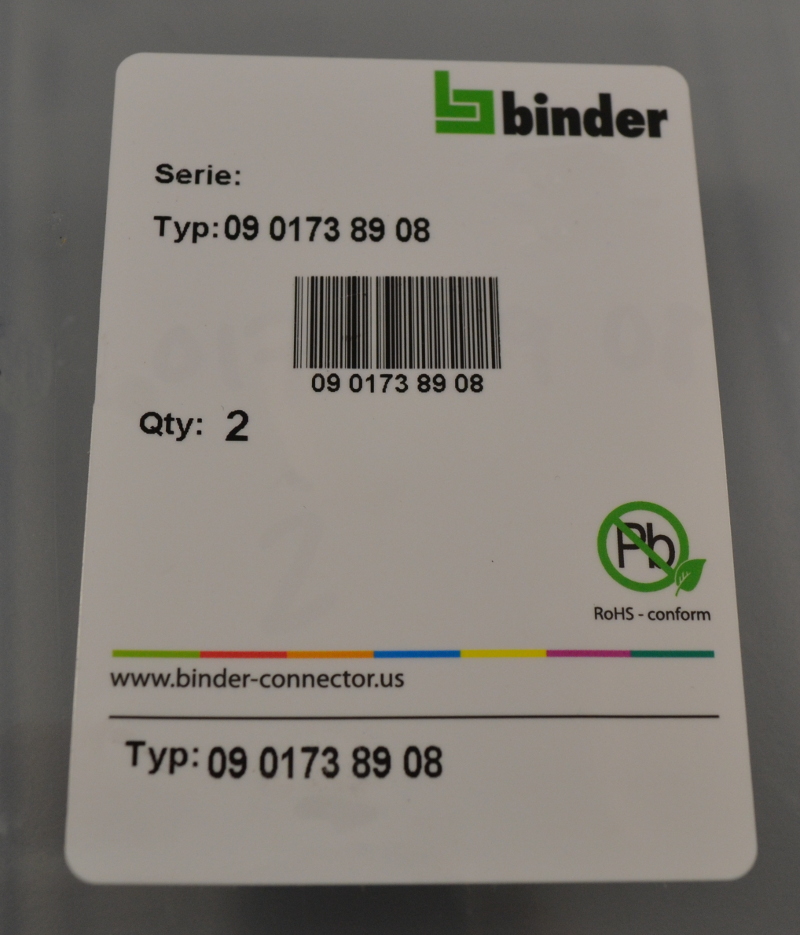 binder
Serie:
Typ: 09 0173 89 08
09 0173 89 08
Qty: 2
Pb
RoHS - conform
www.binder-connector.us
Typ: 09 0173 89 08